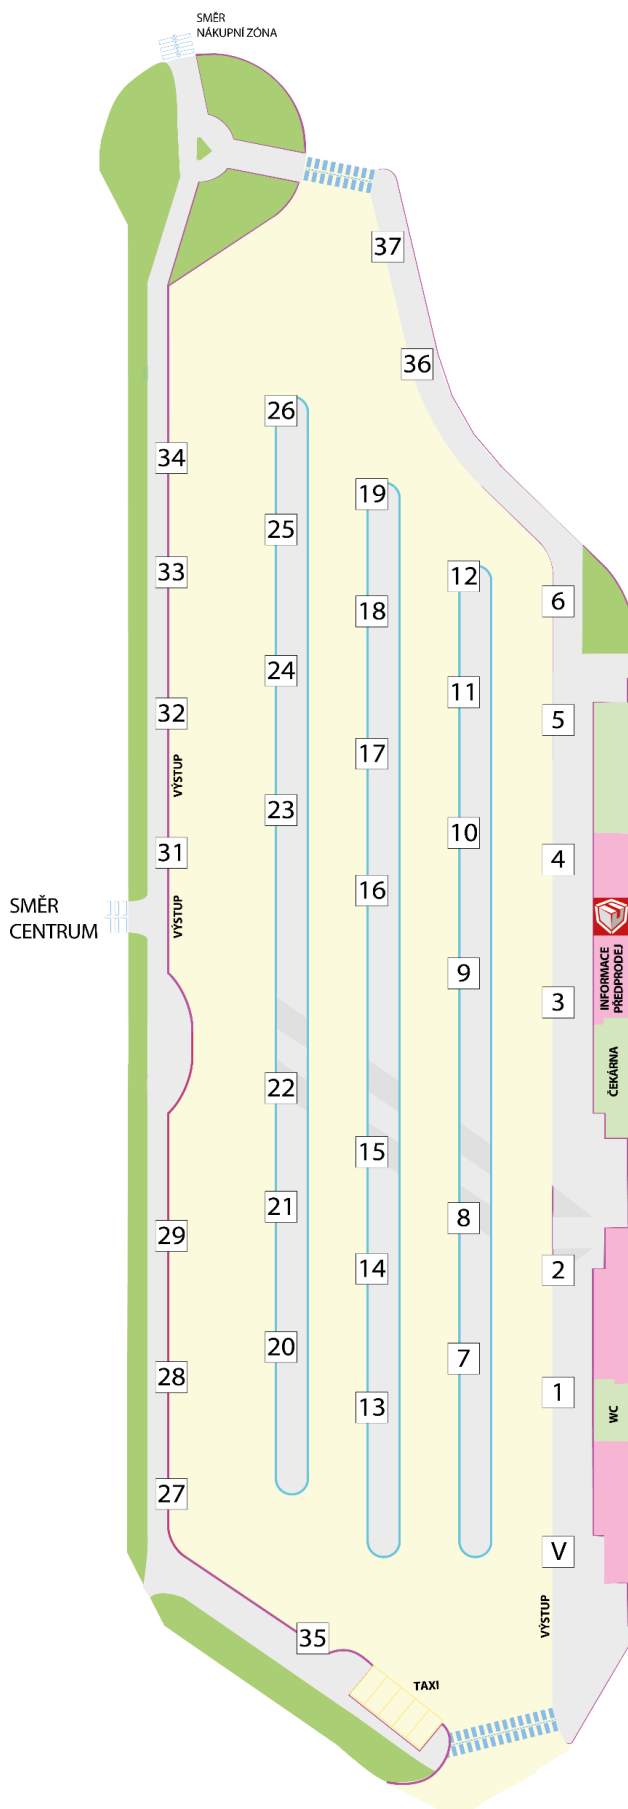 SMĚR
NÁKUPNÍ ZÓNA
37
36
26
34
19
25
33
12
6
18
24
11
32
5
17
VÝSTUP
23
10
31
4
16
SMĚR
CENTRUM
VÝSTUP
INFORMACE
PŘEDPRODEJ
9
3
ČEKÁRNA
22
15
21
8
29
14
2
20
7
28
1
13
WC
27
V
VÝSTUP
35
TAXI